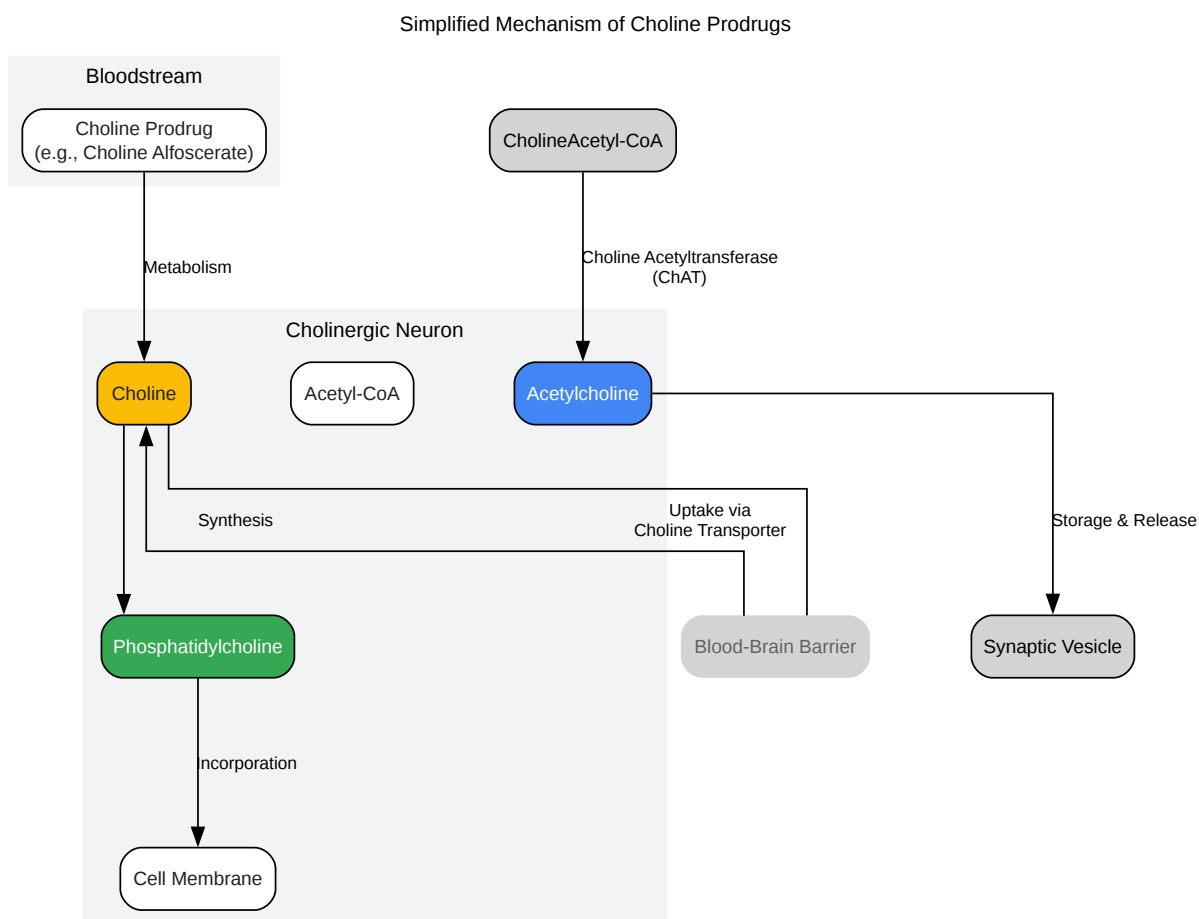 Simplified Mechanism of Choline Prodrugs
Bloodstream
Choline Prodrug
(e.g., Choline Alfoscerate)
CholineAcetyl-CoA
Metabolism
Choline Acetyltransferase
(ChAT)
Cholinergic Neuron
Choline
Acetyl-CoA
Acetylcholine
Synthesis
Uptake via
Choline Transporter
Storage & Release
Phosphatidylcholine
Blood-Brain Barrier
Synaptic Vesicle
Incorporation
Cell Membrane